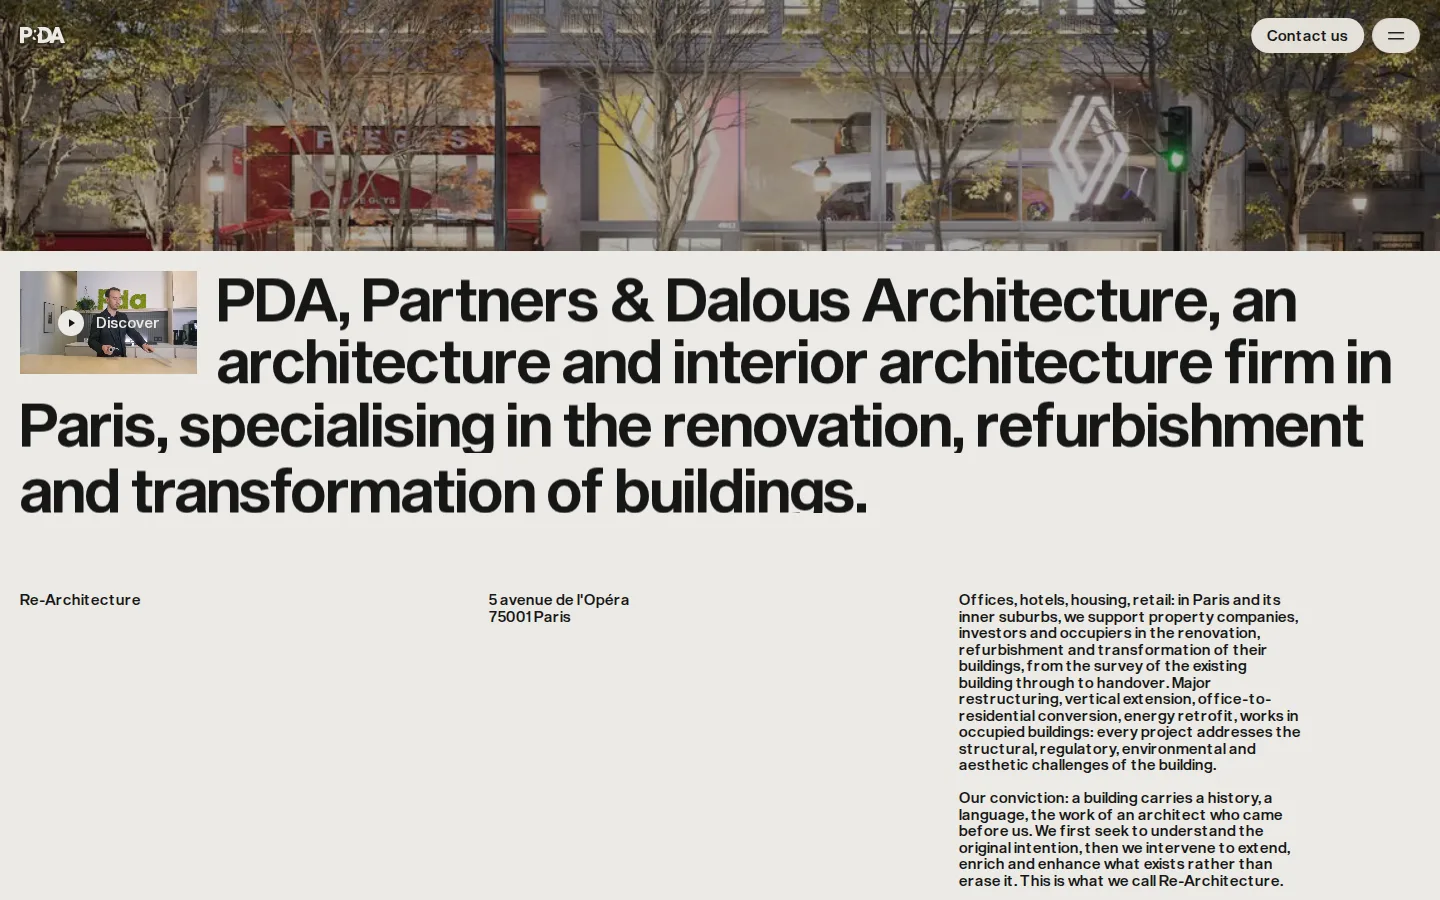 P:DA
Contact us
FIVE GUYS
FIVE GUYS
pda
Discover
PDA, Partners & Dalous Architecture, an
architecture and interior architecture firm in
Paris, specialising in the renovation, refurbishment
and transformation of buildings.
Re-Architecture
5 avenue de l'Opéra
75001 Paris
Offices, hotels, housing, retail: in Paris and its
inner suburbs, we support property companies,
investors and occupiers in the renovation,
refurbishment and transformation of their
buildings, from the survey of the existing
building through to handover. Major
restructuring, vertical extension, office-to-
residential conversion, energy retrofit, works in
occupied buildings: every project addresses the
structural, regulatory, environmental and
aesthetic challenges of the building.
Our conviction: a building carries a history, a
language, the work of an architect who came
before us. We first seek to understand the
original intention, then we intervene to extend,
enrich and enhance what exists rather than
erase it. This is what we call Re-Architecture.